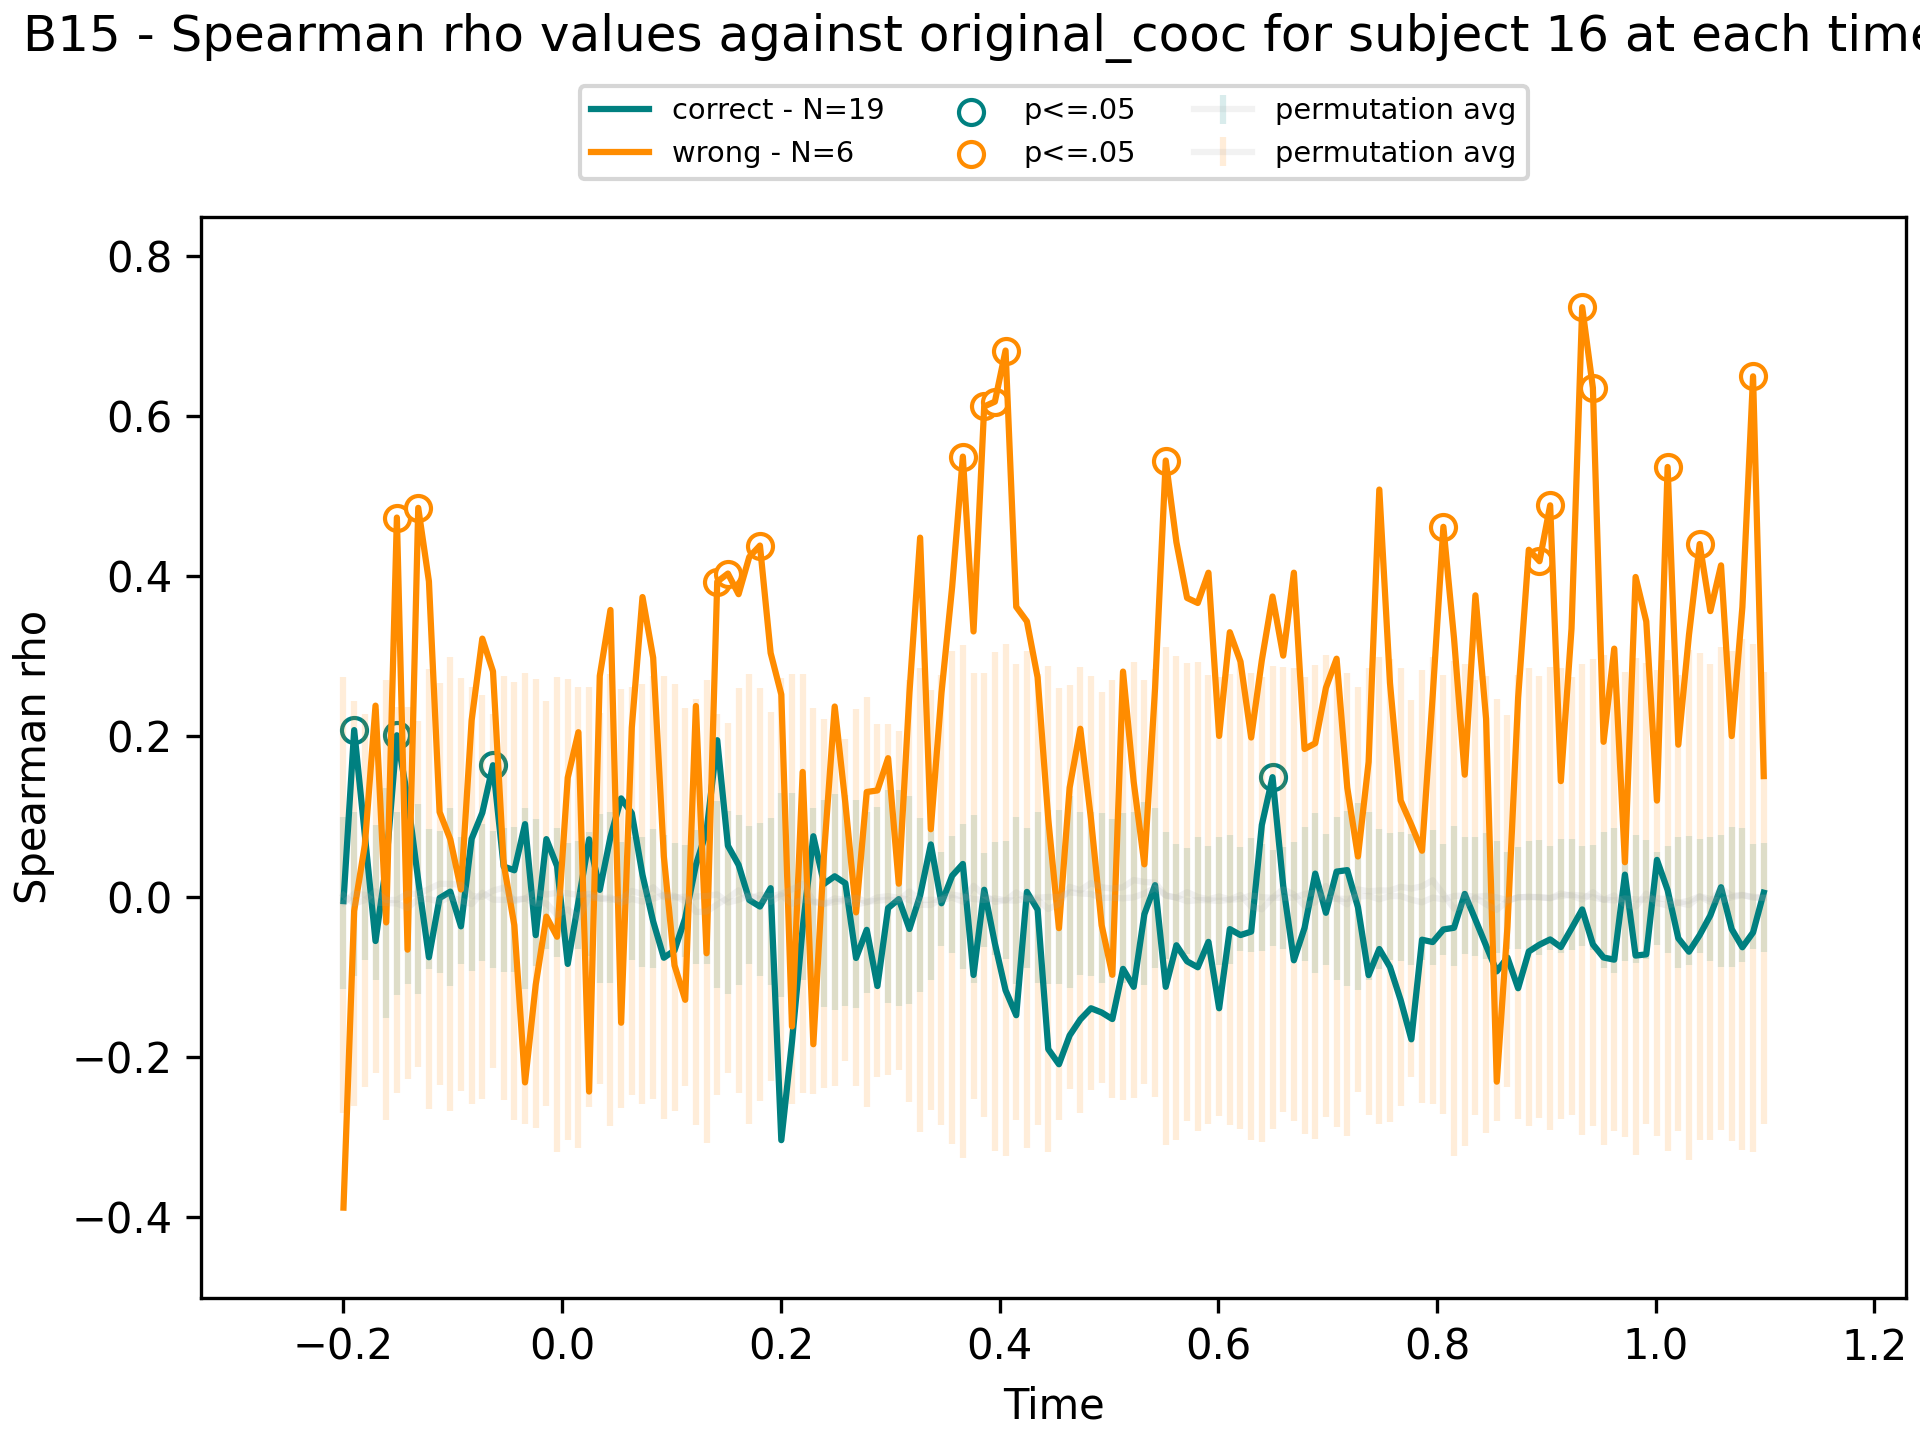 B15 - Spearman rho values against original_cooc for subject 16 at each time
correct - N=19
wrong - N=6
p<=.05
p<=.05
permutation avg
permutation avg
Spearman rho
0.8
0.6
0.4
0.2
0.0
−0.2
−0.4
−0.2 0.0 0.2 0.4 0.6 0.8 1.0 1.2
Time